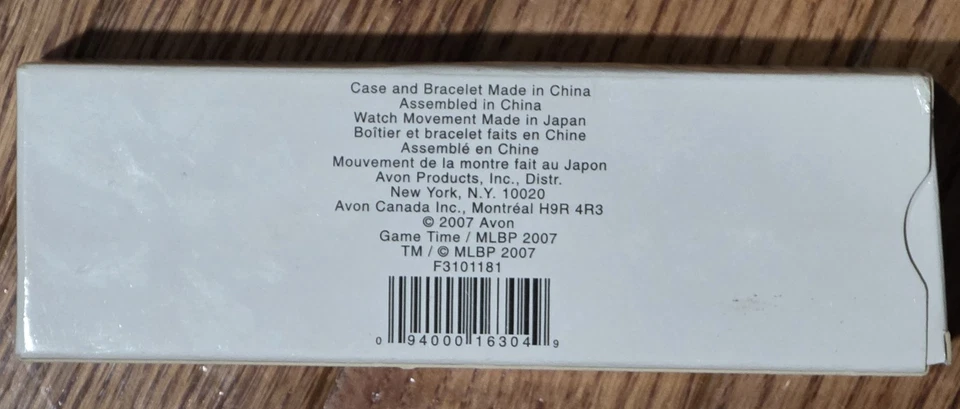 Case and Bracelet Made in China
Assembled in China
Watch Movement Made in Japan
Boîtier et bracelet faits en Chine
Assemblé en Chine
Mouvement de la montre fait au Japon
Avon Products, Inc., Distr.
New York, N.Y. 10020
Avon Canada Inc., Montréal H9R 4R3
© 2007 Avon
Game Time / MLBP 2007
TM / © MLBP 2007
F3101181
0 94000 16304 9